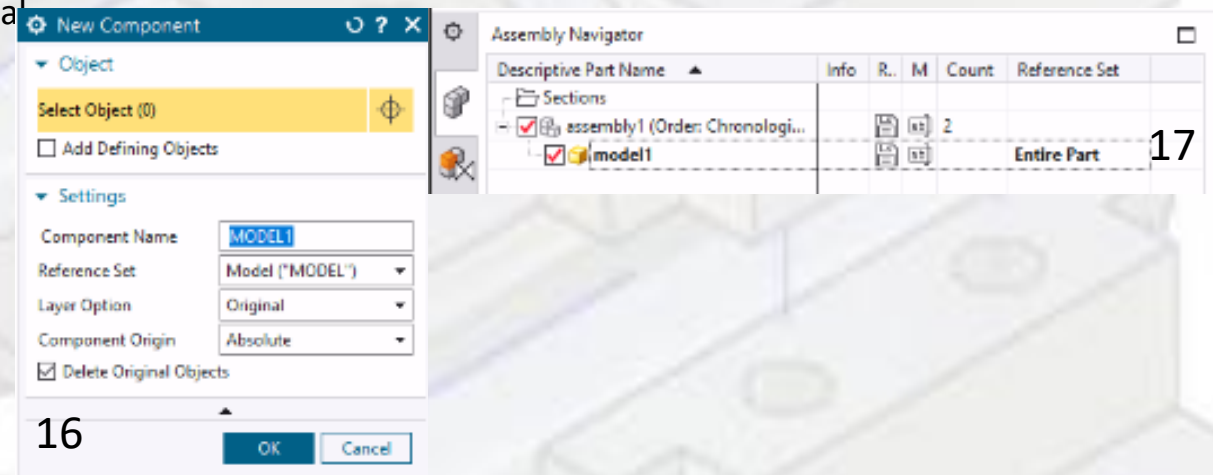 al
New Component
Object
Select Object (0)
Add Defining Objects
Settings
Component Name MODEL1
Reference Set Model ("MODEL")
Layer Option Original
Component Origin Absolute
Delete Original Objects
16
OK Cancel
Assembly Navigator
Descriptive Part Name Info R.. M Count Reference Set
Sections
assembly1 (Order: Chronologi... 2
model1 Entire Part
17